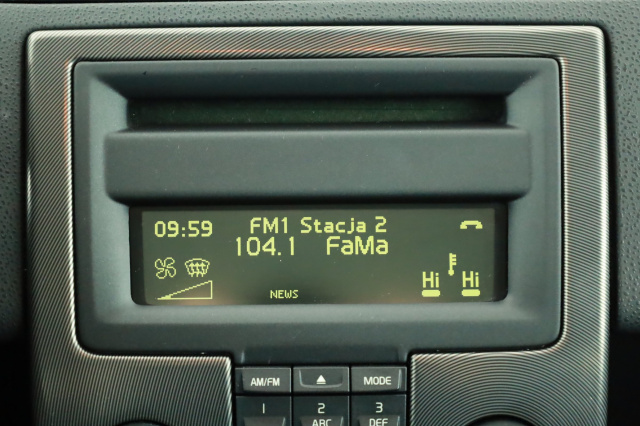 09:59 FM1 Stacja 2
104.1 FaMa
Hi Hi
NEWS
AM/FM MODE
1 2 3
ABC DEF